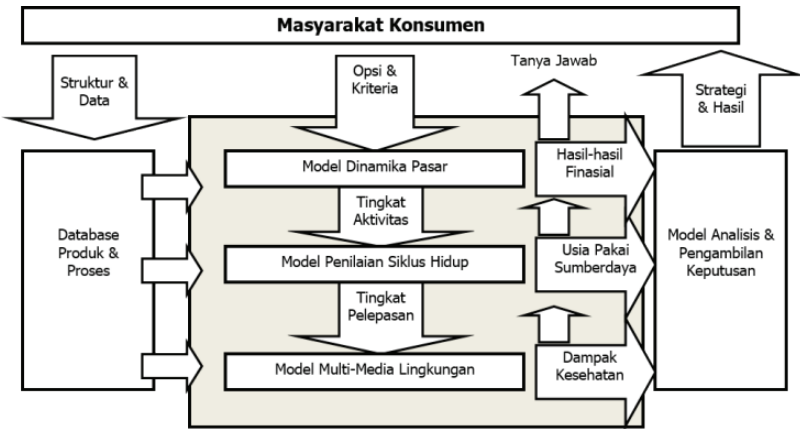 Masyarakat Konsumen
Struktur &
Data
Opsi &
Kriteria
Tanya Jawab
Strategi
& Hasil
Database
Produk &
Proses
Model Dinamika Pasar
Tingkat
Aktivitas
Model Penilaian Siklus Hidup
Tingkat
Pelepasan
Model Multi-Media Lingkungan
Hasil-hasil
Finasial
Usia Pakai
Sumberdaya
Dampak
Kesehatan
Model Analisis &
Pengambilan
Keputusan